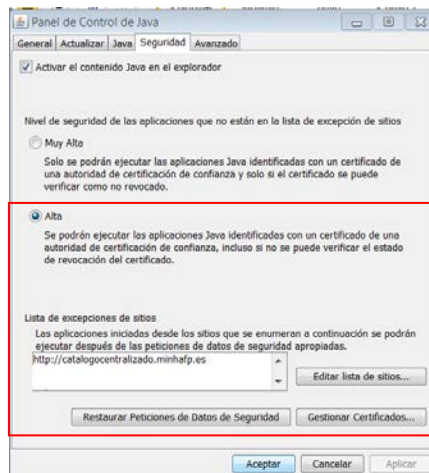 Panel de Control de Java
General Actualizar Java Seguridad Avanzado
Activar el contenido Java en el explorador
Nivel de seguridad de las aplicaciones que no están en la lista de excepción de sitios
Muy Alta
Solo se podrán ejecutar las aplicaciones Java identificadas con un certificado de
una autoridad de certificación de confianza y solo si el certificado se puede
verificar como no revocado.
Alta
Se podrán ejecutar las aplicaciones Java identificadas con un certificado de una
autoridad de certificación de confianza, incluso si no se puede verificar el estado
de revocación del certificado.
Lista de excepciones de sitios
Las aplicaciones iniciadas desde los sitios que se enumeran a continuación se podrán
ejecutar después de las peticiones de datos de seguridad apropiadas.
http://catalogocentralizado.minhafp.es
Editar lista de sitios...
Restaurar Peticiones de Datos de Seguridad Gestionar Certificados...
Aceptar Cancelar Aplicar